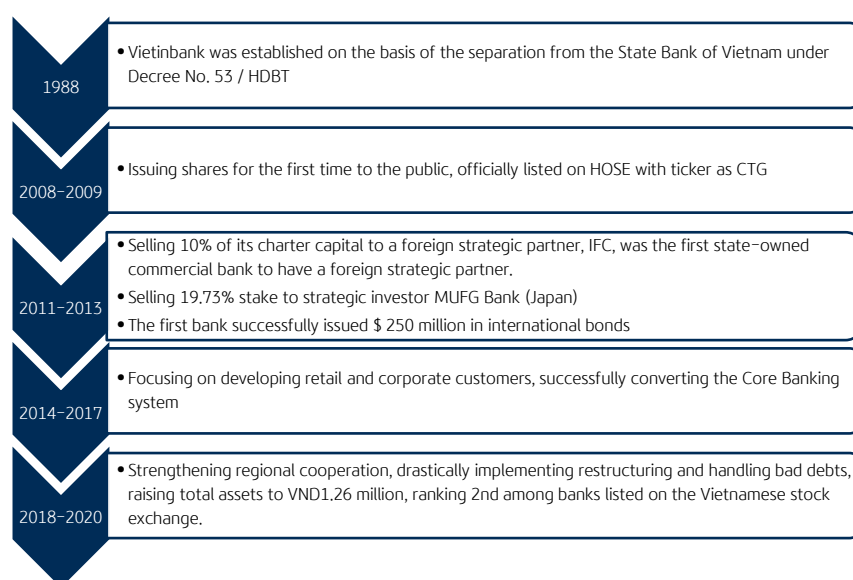 1988
• Vietinbank was established on the basis of the separation from the State Bank of Vietnam under
Decree No. 53 / HDBT
2008-2009
• Issuing shares for the first time to the public, officially listed on HOSE with ticker as CTG
2011-2013
• Selling 10% of its charter capital to a foreign strategic partner, IFC, was the first state-owned
commercial bank to have a foreign strategic partner.
• Selling 19.73% stake to strategic investor MUFG Bank (Japan)
• The first bank successfully issued $ 250 million in international bonds
2014-2017
• Focusing on developing retail and corporate customers, successfully converting the Core Banking
system
2018-2020
• Strengthening regional cooperation, drastically implementing restructuring and handling bad debts,
raising total assets to VND1.26 million, ranking 2nd among banks listed on the Vietnamese stock
exchange.